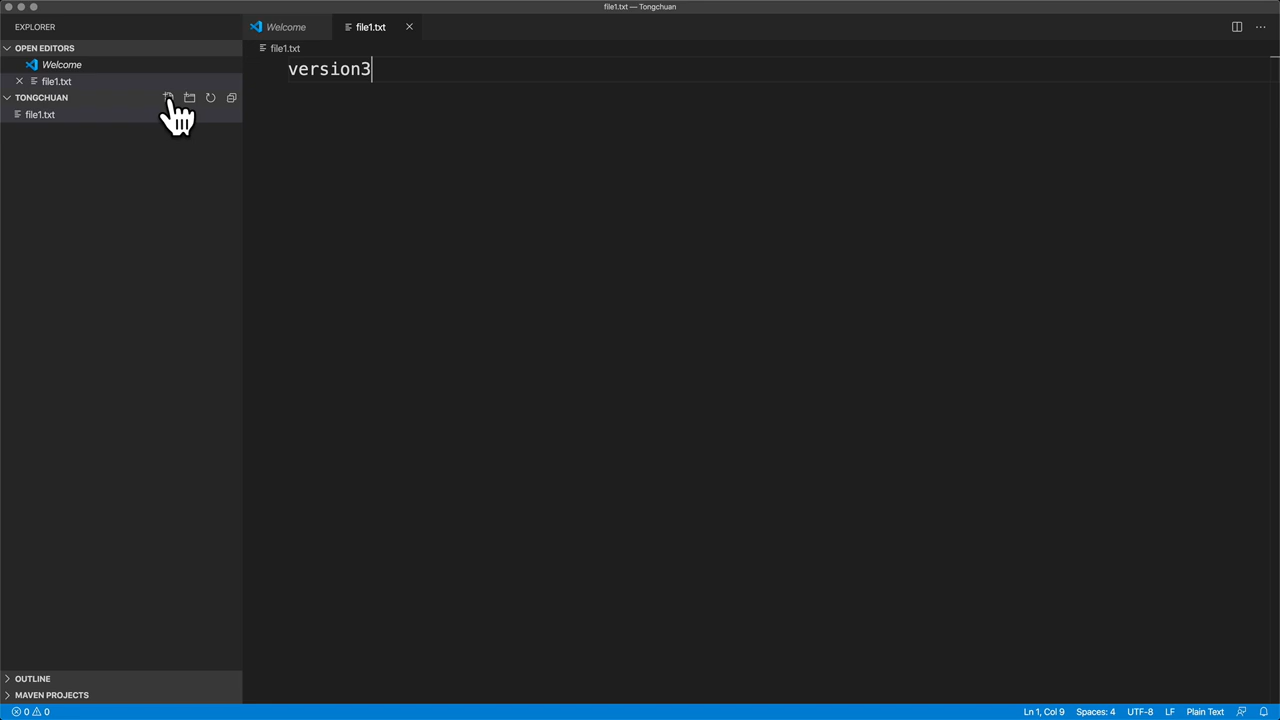 file1.txt — Tongchuan
EXPLORER
OPEN EDITORS
Welcome
file1.txt
TONGCHUAN
file1.txt
OUTLINE
MAVEN PROJECTS
Welcome
file1.txt
file1.txt
version3
0 0
Ln 1, Col 9
Spaces: 4
UTF-8
LF
Plain Text